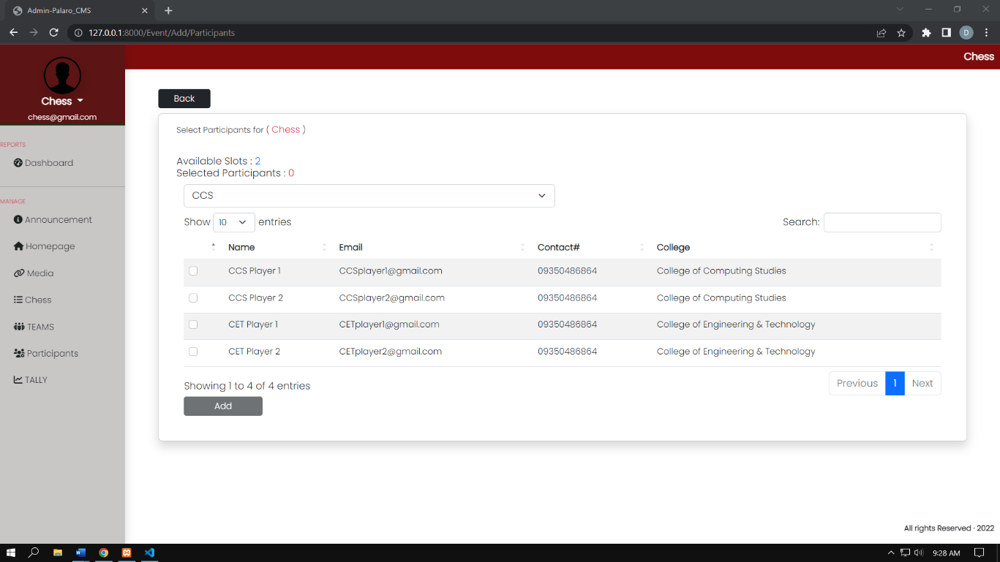 Admin-Palaro_CMS
127.0.0.1:8000/Event/Add/Participants
D
Chess
Chess
chess@gmail.com
REPORTS
Dashboard
MANAGE
Announcement
Homepage
Media
Chess
TEAMS
Participants
TALLY
Back
Select Participants for ( Chess )
Available Slots : 2
Selected Participants : 0
CCS
Show 10 entries Search:
Name Email Contact# College
CCS Player 1 CCSplayer1@gmail.com 09350486864 College of Computing Studies
CCS Player 2 CCSplayer2@gmail.com 09350486864 College of Computing Studies
CET Player 1 CETplayer1@gmail.com 09350486864 College of Engineering & Technology
CET Player 2 CETplayer2@gmail.com 09350486864 College of Engineering & Technology
Showing 1 to 4 of 4 entries Previous 1 Next
Add
All rights Reserved · 2022
9:28 AM